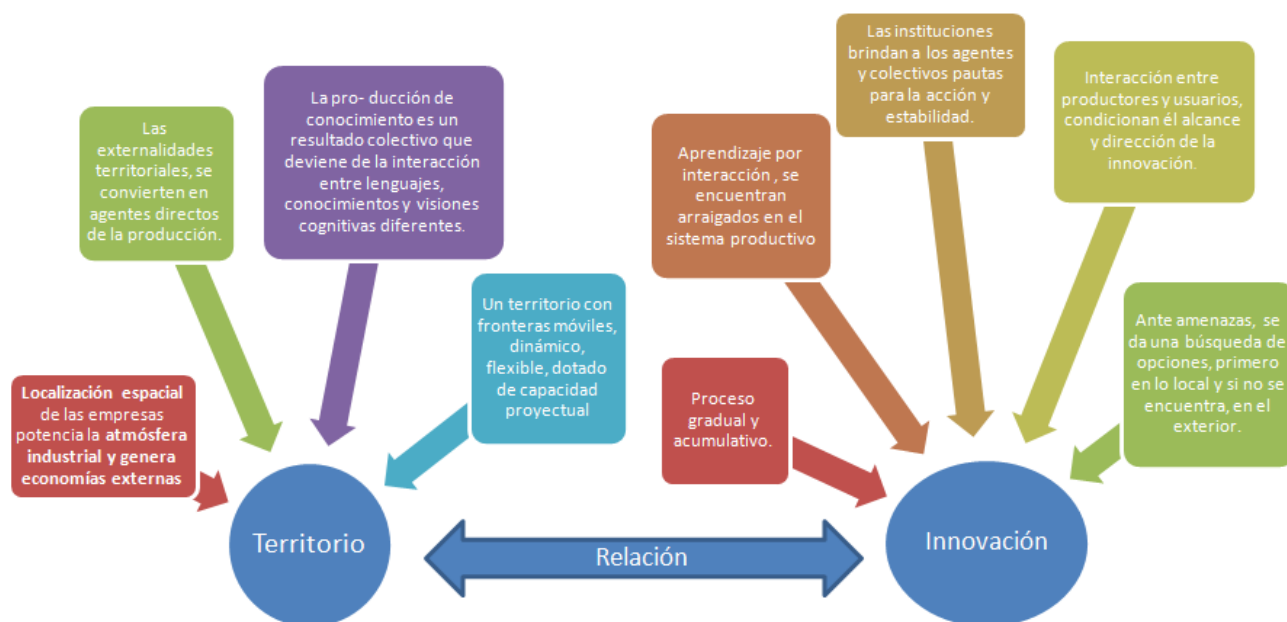 Las
externalidades
territoriales, se
convierten en
agentes directos
de la producción.
La pro- ducción de
conocimiento es un
resultado colectivo que
deviene de la interacción
entre lenguajes,
conocimientos y visiones
cognitivas diferentes.
Un territorio con
fronteras móviles,
dinámico,
flexible, dotado
de capacidad
proyectual
Localización espacial
de las empresas
potencia la atmósfera
industrial y genera
economías externas
Territorio
Relación
Las instituciones
brindan a los agentes
y colectivos pautas
para la acción y
estabilidad.
Interacción entre
productores y usuarios,
condicionan él alcance
y dirección de la
innovación.
Aprendizaje por
interacción , se
encuentran
arraigados en el
sistema productivo
Ante amenazas, se
da una búsqueda de
opciones, primero
en lo local y si no se
encuentra, en el
exterior.
Proceso
gradual y
acumulativo.
Innovación